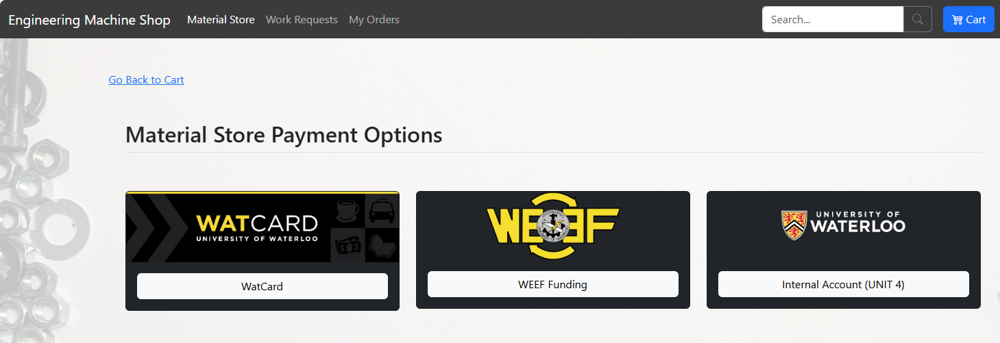 Engineering Machine Shop Material Store Work Requests My Orders Search... Cart
Go Back to Cart
Material Store Payment Options
WATCARD
UNIVERSITY OF WATERLOO
WatCard
WEEF
WEEF Funding
UNIVERSITY OF
WATERLOO
Internal Account (UNIT 4)